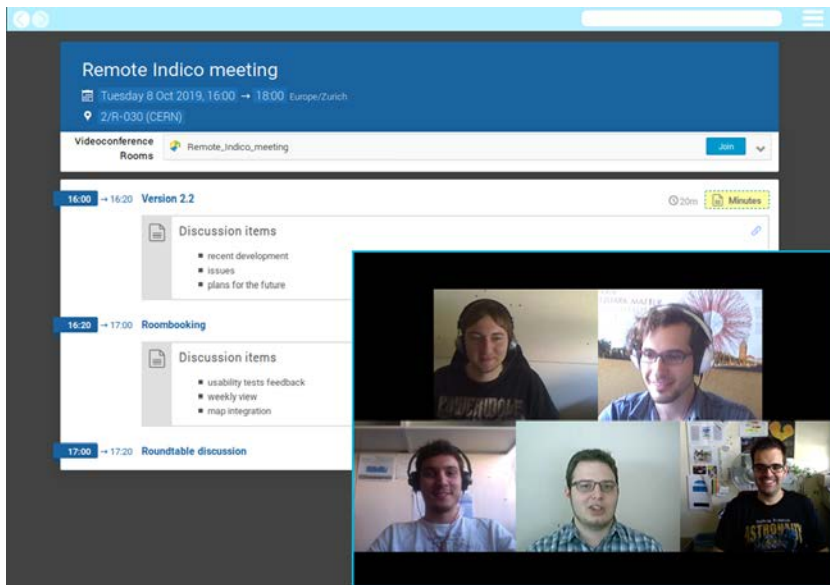 Remote Indico meeting
Tuesday 8 Oct 2019, 16:00 → 18:00 Europe/Zurich
2/R-030 (CERN)
Videoconference
Rooms
Remote_Indico_meeting
Join
16:00 → 16:20 Version 2.2
20m
Minutes
Discussion items
recent development
issues
plans for the future
16:20 → 17:00 Roombooking
Discussion items
usability tests feedback
weekly view
map integration
17:00 → 17:20 Roundtable discussion
POWERWOLF